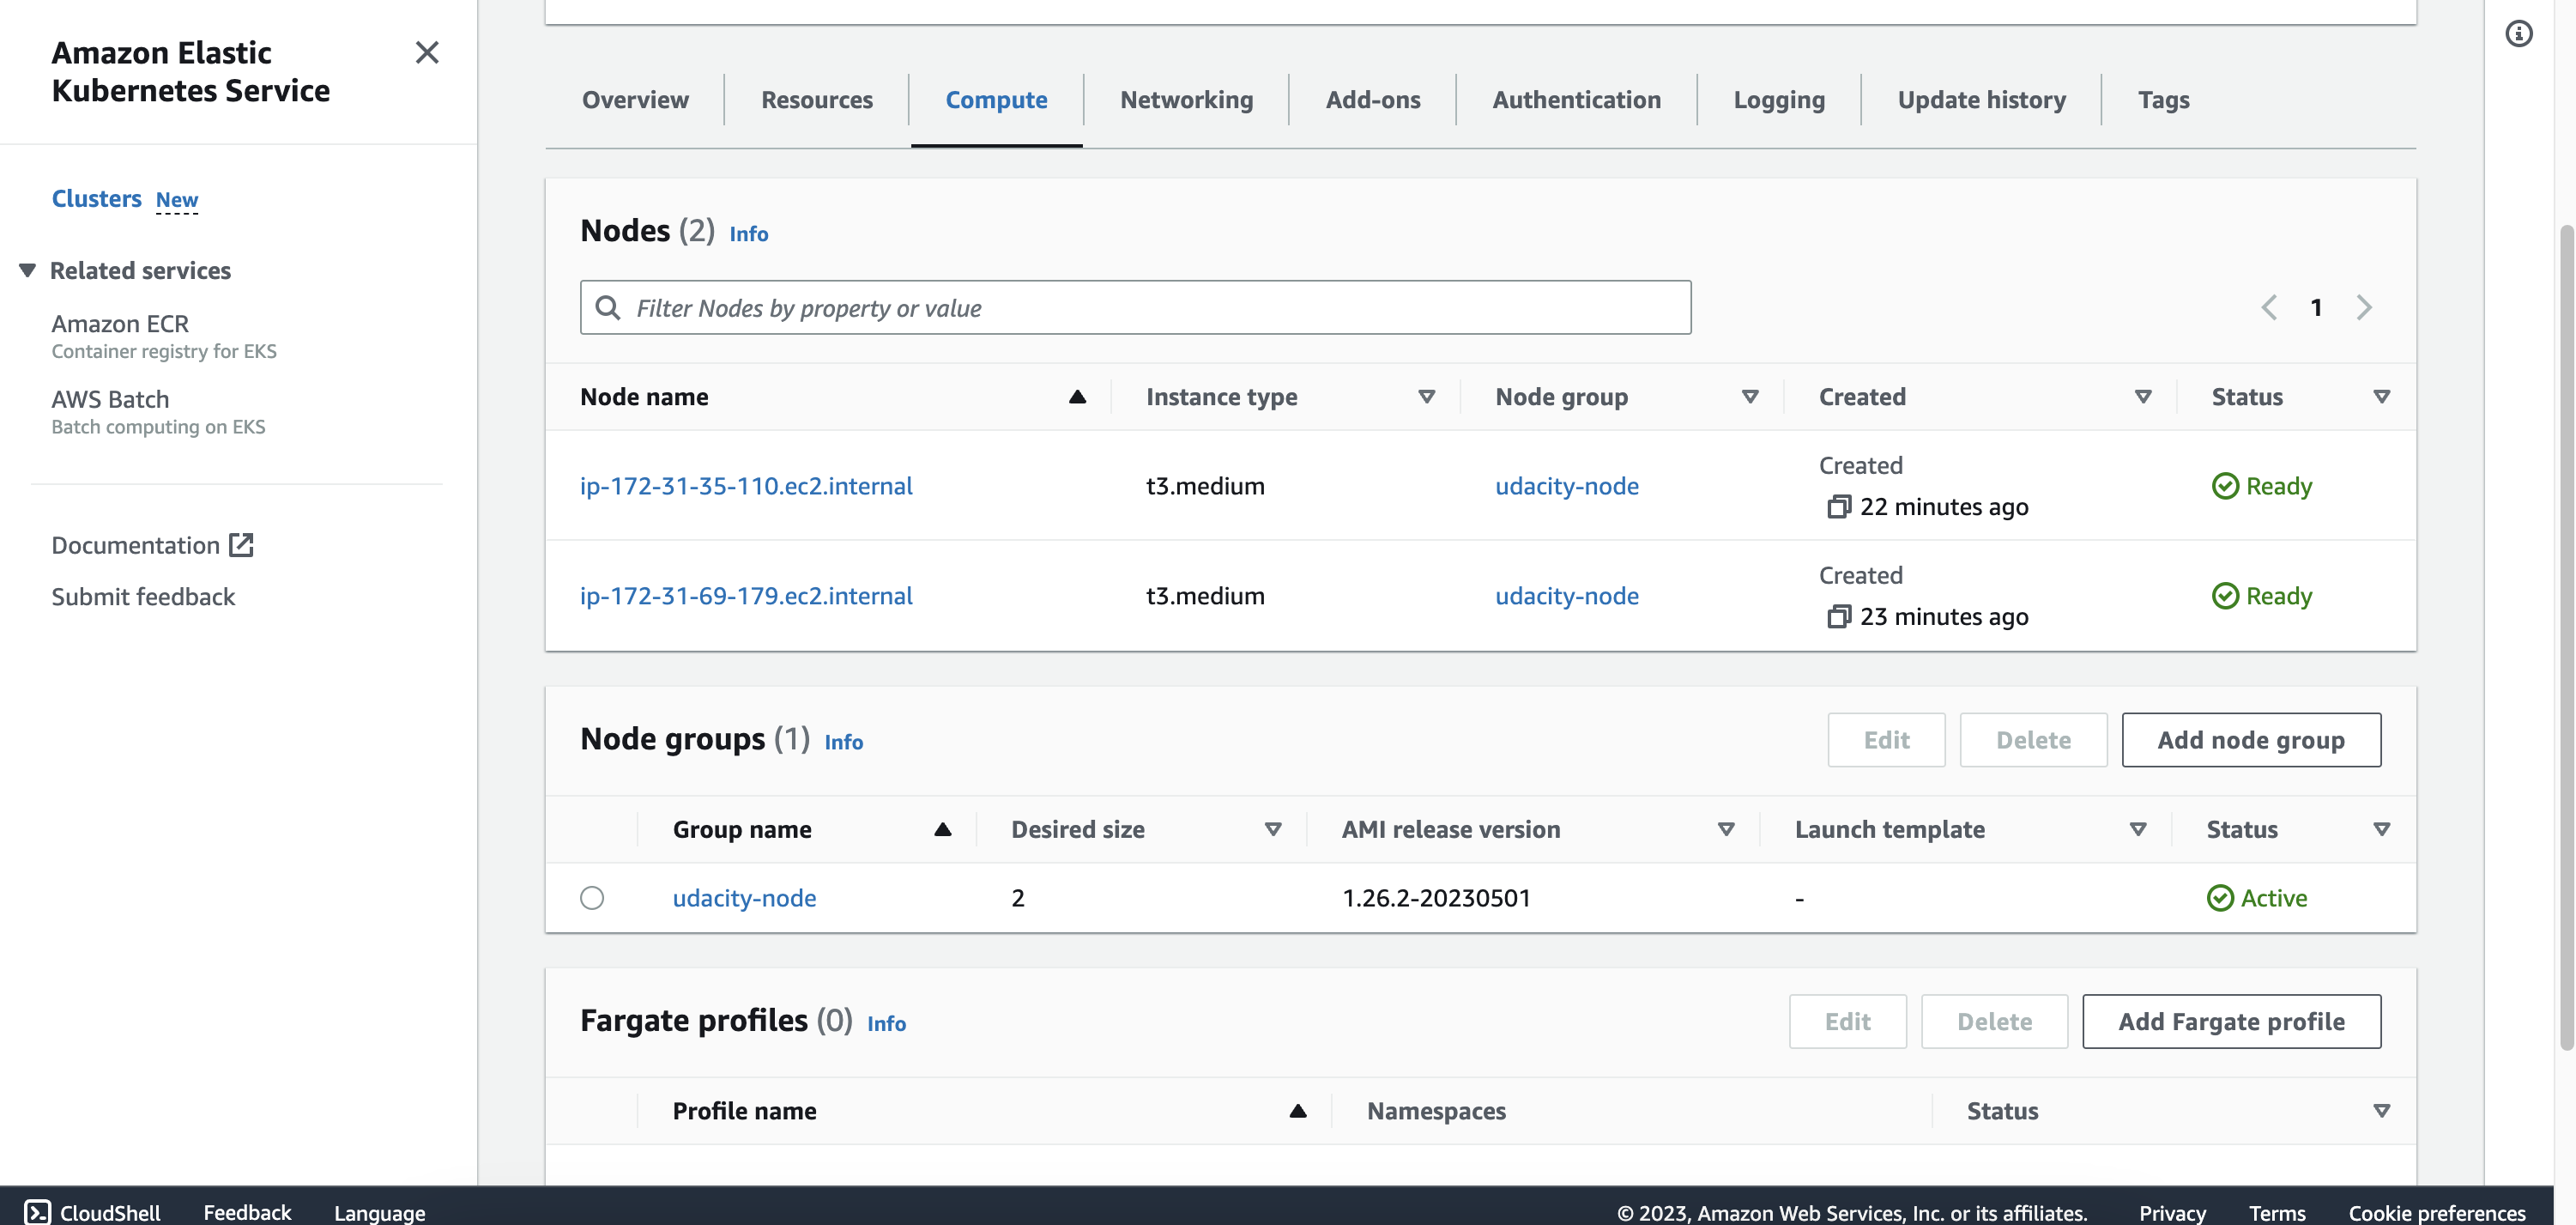 Amazon Elastic
Kubernetes Service
Clusters New
Related services
Amazon ECR
Container registry for EKS
AWS Batch
Batch computing on EKS
Documentation
Submit feedback
Overview Resources Compute Networking Add-ons Authentication Logging Update history Tags
Nodes (2) Info
Filter Nodes by property or value
1
Node name Instance type Node group Created Status
ip-172-31-35-110.ec2.internal t3.medium udacity-node Created 22 minutes ago Ready
ip-172-31-69-179.ec2.internal t3.medium udacity-node Created 23 minutes ago Ready
Node groups (1) Info Edit Delete Add node group
Group name Desired size AMI release version Launch template Status
udacity-node 2 1.26.2-20230501 - Active
Fargate profiles (0) Info Edit Delete Add Fargate profile
Profile name Namespaces Status
CloudShell Feedback Language © 2023, Amazon Web Services, Inc. or its affiliates. Privacy Terms Cookie preferences